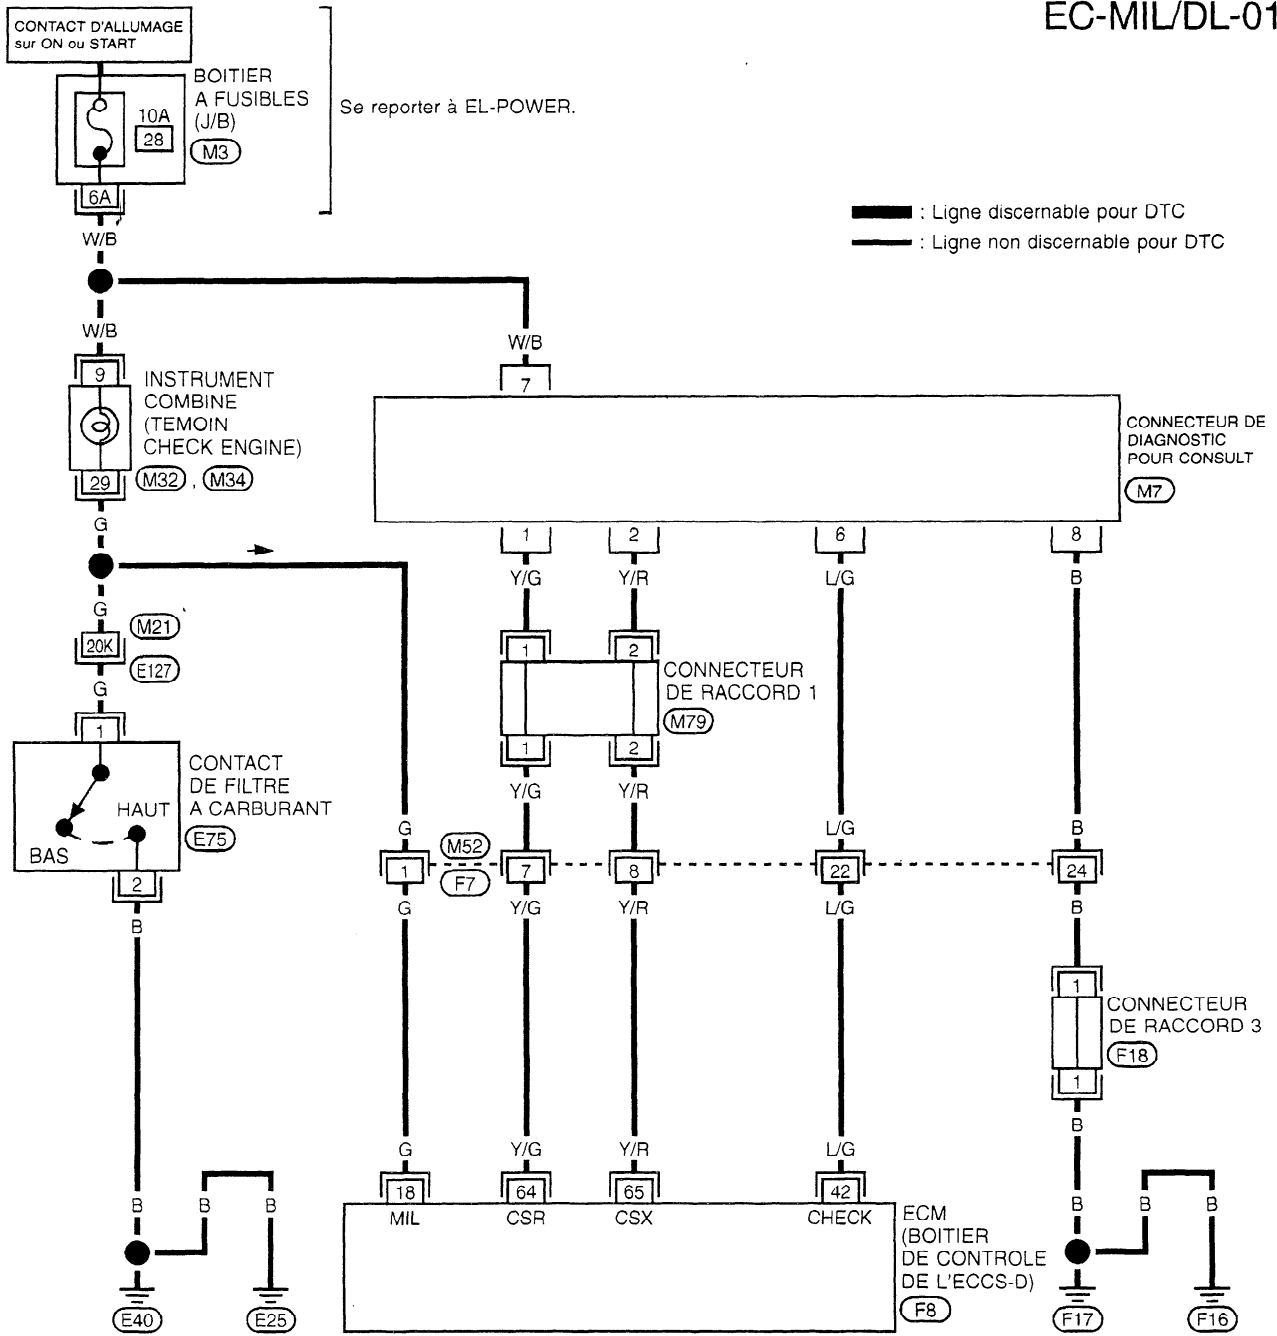 EC-MIL/DL-01
CONTACT D'ALLUMAGE
sur ON ou START
BOITIER
A FUSIBLES
(J/B)
M3
10A
28
Se reporter à EL-POWER.
6A
: Ligne discernable pour DTC
: Ligne non discernable pour DTC
W/B
W/B
W/B
7
9
INSTRUMENT
COMBINE
(TEMOIN
CHECK ENGINE)
M32 , M34
29
CONNECTEUR DE
DIAGNOSTIC
POUR CONSULT
M7
G
1 2 6 8
Y/G Y/R L/G B
G
M21
20K
E127
G
1 2
CONNECTEUR
DE RACCORD 1
M79
1 2
1
CONTACT
DE FILTRE
A CARBURANT
E75
HAUT
BAS
2
Y/G Y/R
G L/G B
M52
F7
1 7 8 22 24
G Y/G Y/R L/G B
B
1
CONNECTEUR
DE RACCORD 3
F18
1
B
G Y/G Y/R L/G
18 64 65 42
MIL CSR CSX CHECK
ECM
(BOITIER
DE CONTROLE
DE L'ECCS-D)
F8
B B B
B B B
E40 E25
F17 F16